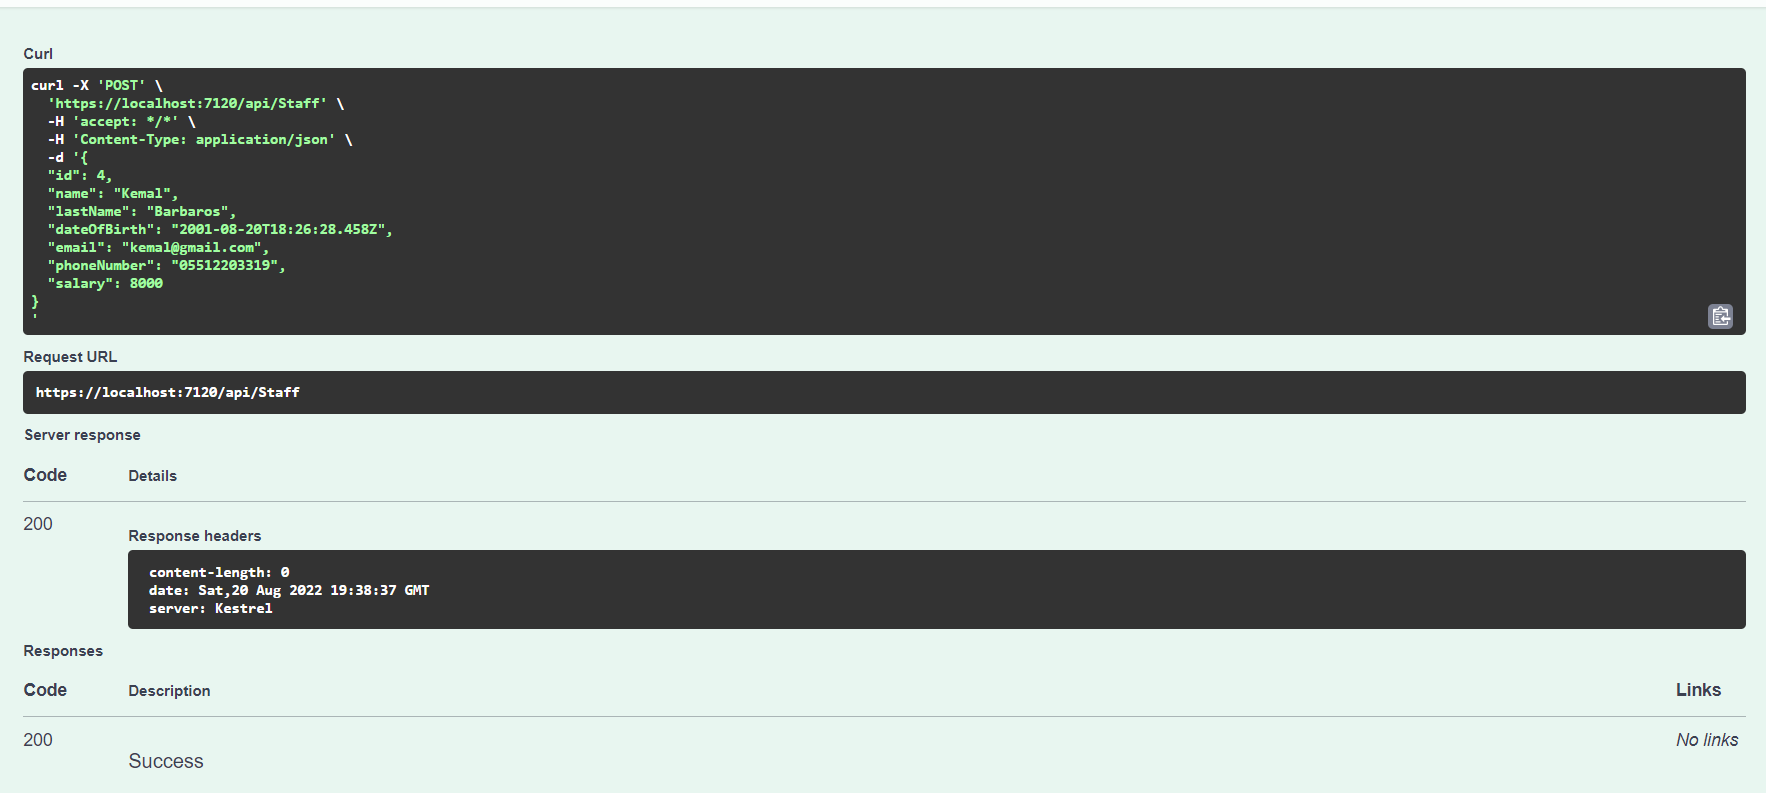 Curl
curl -X 'POST' \
  'https://localhost:7120/api/Staff' \
  -H 'accept: */*' \
  -H 'Content-Type: application/json' \
  -d '{
  "id": 4,
  "name": "Kemal",
  "lastName": "Barbaros",
  "dateOfBirth": "2001-08-20T18:26:28.458Z",
  "email": "kemal@gmail.com",
  "phoneNumber": "05512203319",
  "salary": 8000
}
'
Request URL
https://localhost:7120/api/Staff
Server response
Code Details
200
Response headers
content-length: 0
date: Sat,20 Aug 2022 19:38:37 GMT
server: Kestrel
Responses
Code Description Links
200 No links
Success